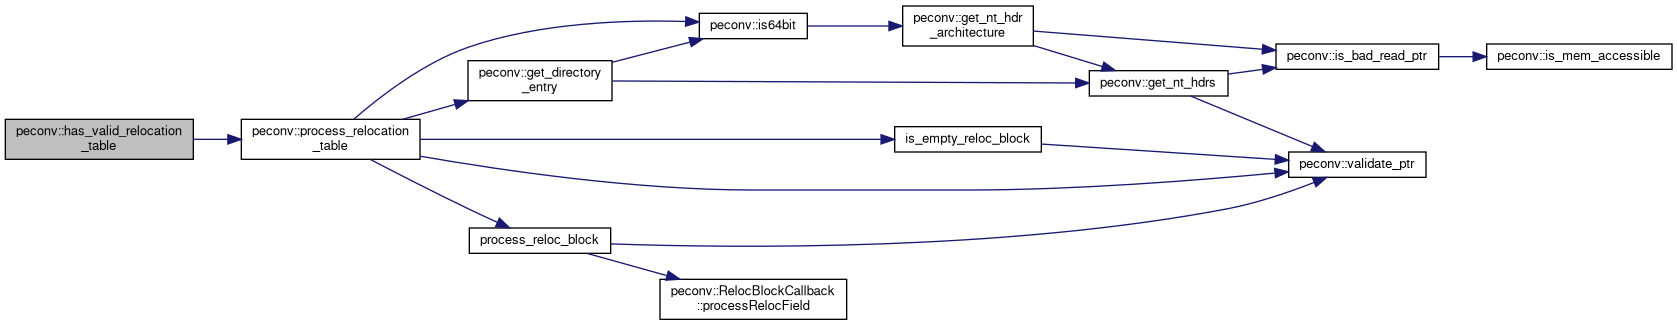 peconv::has_valid_relocation
_table
peconv::process_relocation
_table
peconv::is64bit
peconv::get_directory
_entry
is_empty_reloc_block
process_reloc_block
peconv::RelocBlockCallback
::processRelocField
peconv::get_nt_hdr
_architecture
peconv::get_nt_hdrs
peconv::is_bad_read_ptr
peconv::validate_ptr
peconv::is_mem_accessible